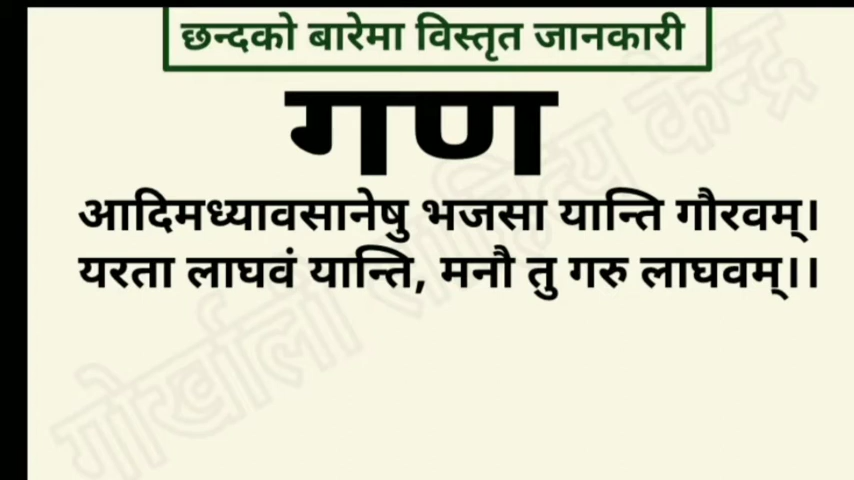 छन्दको बारेमा विस्तृत जानकारी
गण
आदिमध्यावसानेषु भजसा यान्ति गौरवम्।
यरता लाघवं यान्ति, मनौ तु गरु लाघवम्।।
गोर्खाली साहित्य केन्द्र